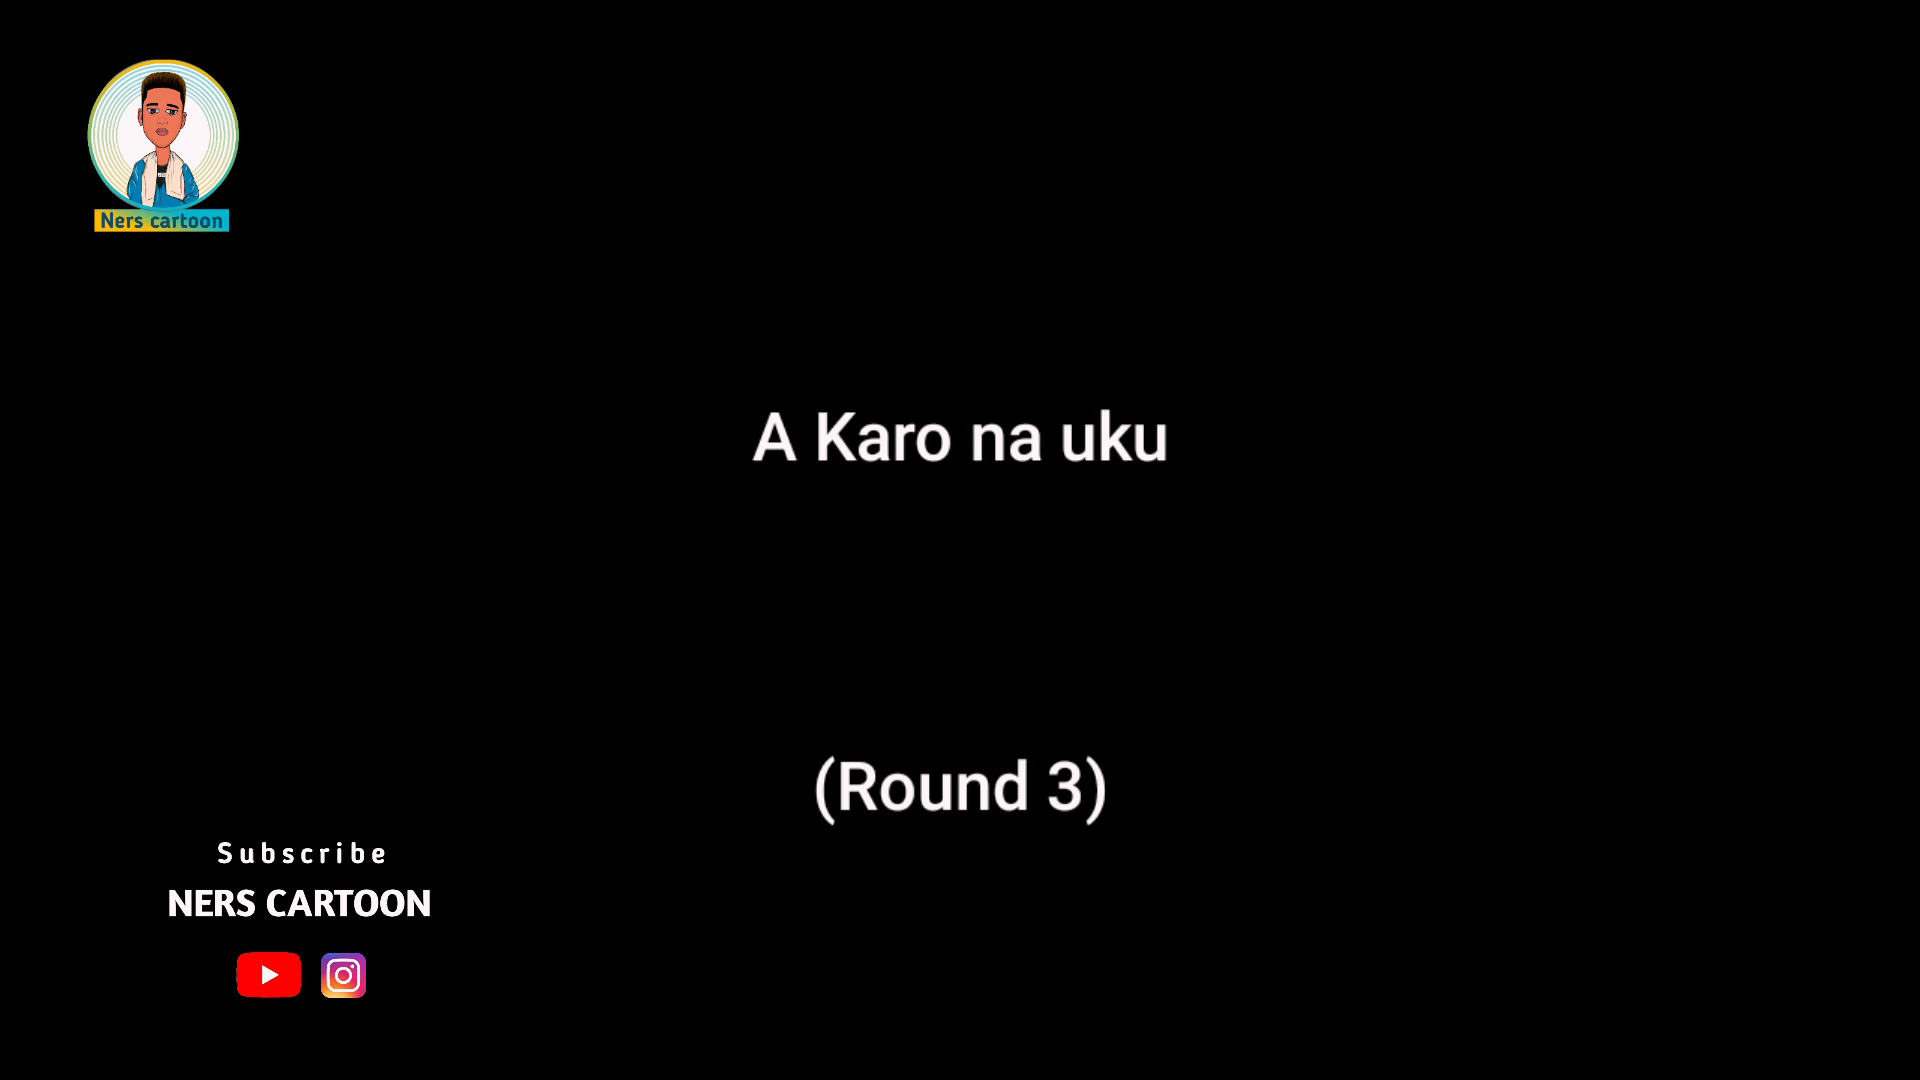 Ners cartoon
A Karo na uku
(Round 3)
Subscribe
NERS CARTOON